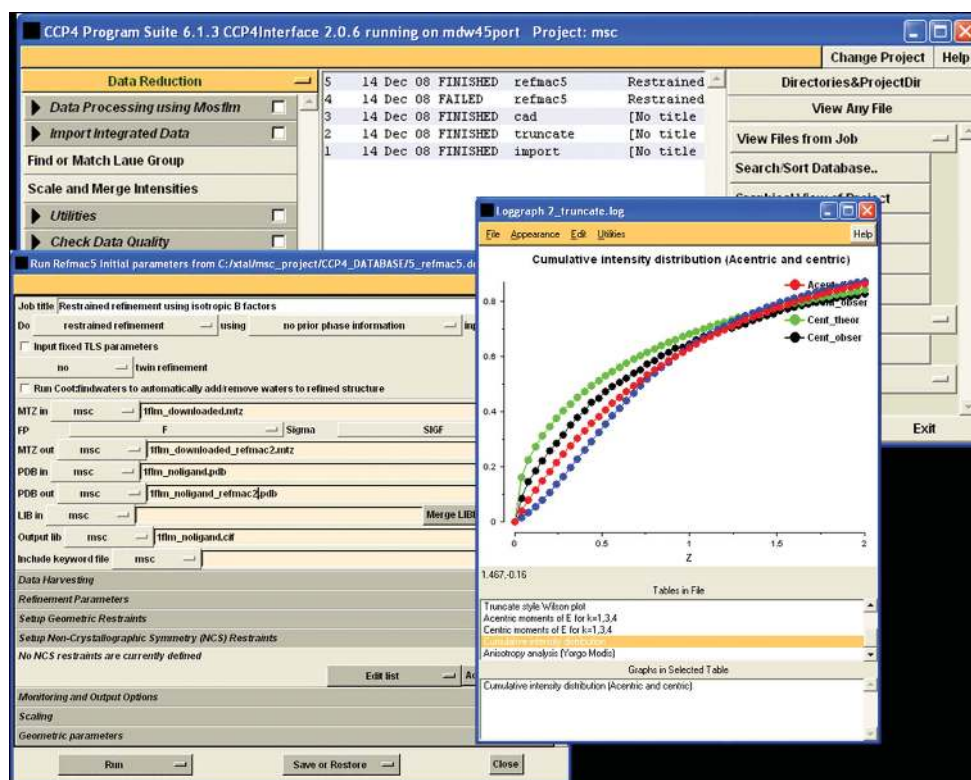 CCP4 Program Suite 6.1.3 CCP4Interface 2.0.6 running on mdw45port Project: msc
Change Project Help
Data Reduction
Data Processing using Mosflm
Import Integrated Data
Find or Match Laue Group
Scale and Merge Intensities
Utilities
Check Data Quality
5 14 Dec 08 FINISHED refmac5 Restrained
4 14 Dec 08 FAILED refmac5 Restrained
3 14 Dec 08 FINISHED cad [No title
2 14 Dec 08 FINISHED truncate [No title
1 14 Dec 08 FINISHED import [No title
Directories&ProjectDir
View Any File
View Files from Job
Search/Sort Database..
Graphical View of Project
Exit
Run Refmac5 Initial parameters from C:/xtal/msc_project/CCP4_DATABASE/5_refmac5.de
Job title Restrained refinement using isotropic B factors
Do restrained refinement using no prior phase information
Input fixed TLS parameters
no twin refinement
Run Coot:findwaters to automatically add/remove waters to refined structure
MTZ in msc 1flm_downloaded.mtz
FP F Sigma SIGF
MTZ out msc 1flm_downloaded_refmac2.mtz
PDB in msc 1flm_noligand.pdb
PDB out msc 1flm_noligand_refmac2.pdb
LIB in msc Merge LIB
Output lib msc 1flm_noligand.cif
Include keyword file msc
Data Harvesting
Refinement Parameters
Setup Geometric Restraints
Setup Non-Crystallographic Symmetry (NCS) Restraints
No NCS restraints are currently defined
Edit list
Monitoring and Output Options
Scaling
Geometric parameters
Run Save or Restore Close
Loggraph 2_truncate.log
File Appearance Edit Utilities Help
Cumulative intensity distribution (Acentric and centric)
Cent_theor
Cent_obser
0.8
0.6
0.4
0.2
0
0 0.5 1 1.5 2
Z
1.467,-0.16
Tables in File
Truncate style Wilson plot
Acentric moments of E for k=1,3,4
Centric moments of E for k=1,3,4
Cumulative intensity distribution
Anisotropy analysis (Yorgo Modis)
Graphs in Selected Table
Cumulative intensity distribution (Acentric and centric)